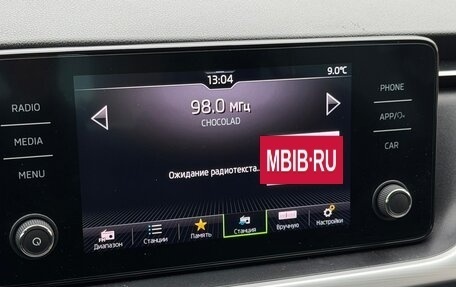 13:04
9.0°C
RADIO
MEDIA
MENU
98.0 МГц
CHOCOLAD
PHONE
APP/
CAR
Ожидание радиотекста..
MBIB.RU
FM
Диапазон
Станции
Память
Станция
Вручную
Настройки